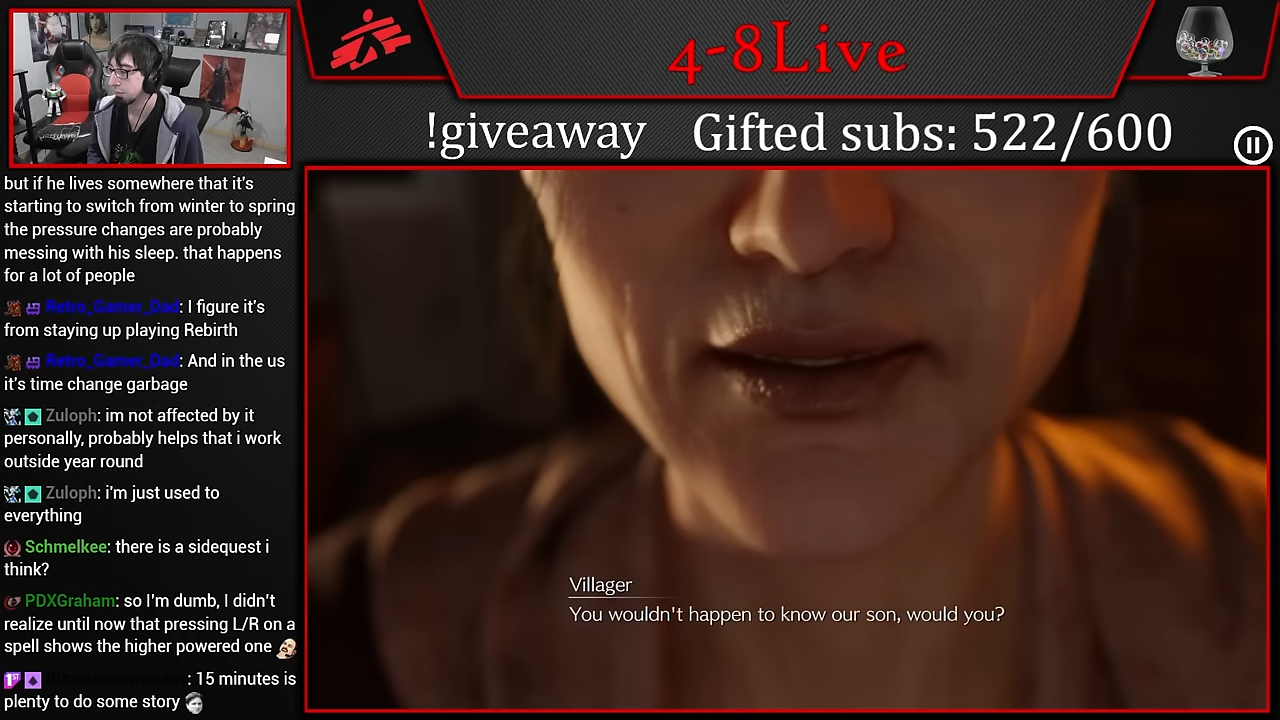 4-8Live
!giveaway Gifted subs: 522/600
but if he lives somewhere that it's
starting to switch from winter to spring
the pressure changes are probably
messing with his sleep. that happens
for a lot of people
Retro_Gamer_Dad: I figure it's
from staying up playing Rebirth
Retro_Gamer_Dad: And in the us
it's time change garbage
Zuloph: im not affected by it
personally, probably helps that i work
outside year round
Zuloph: i'm just used to
everything
Schmelkee: there is a sidequest i
think?
PDXGraham: so I'm dumb, I didn't
realize until now that pressing L/R on a
spell shows the higher powered one
1ST : 15 minutes is
plenty to do some story
Villager
You wouldn't happen to know our son, would you?